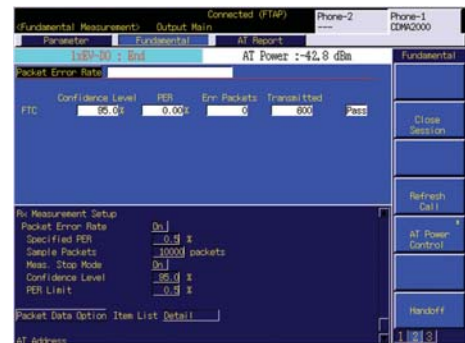 Connected (FTAP)
<Fundamental Measurement> Output Main
Phone-2
----
Phone-1
CDMA2000
Parameter Fundamental AT Report
1xEV-DO : End AT Power :-42.8 dBm
Fundamental
Packet Error Rate
Confidence Level PER Err Packets Transmitted
FTC 95.0% 0.00% 0 600 Pass
Close Session
Refresh Call
AT Power Control
Handoff
Rx Measurement Setup
Packet Error Rate On
Specified PER 0.5 %
Sample Packets 10000 packets
Meas. Stop Mode On
Confidence Level 95.0 %
PER Limit 0.5 %
Packet Data Option Item List Detail
AT Address
1 2 3